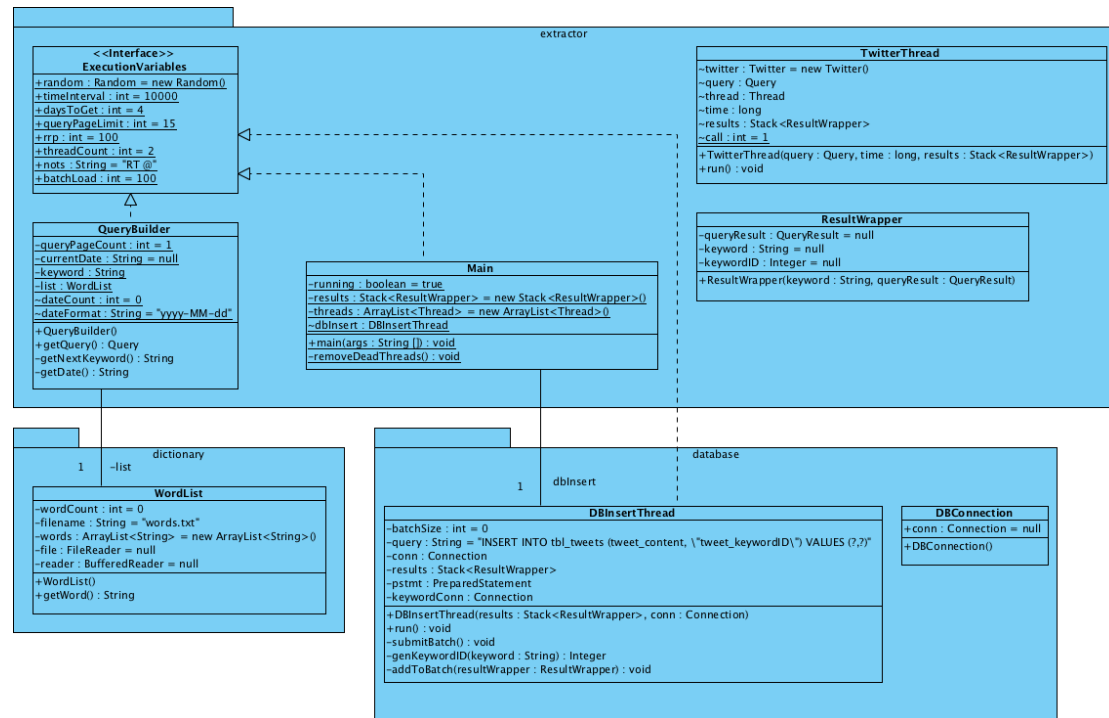 extractor
<<Interface>>
ExecutionVariables
+random : Random = new Random()
+timeInterval : int = 10000
+daysToGet : int = 4
+queryPageLimit : int = 15
+rrp : int = 100
+threadCount : int = 2
+nots : String = "RT @"
+batchLoad : int = 100
TwitterThread
~twitter : Twitter = new Twitter()
~query : Query
~thread : Thread
~time : long
~results : Stack<ResultWrapper>
~call : int = 1
+TwitterThread(query : Query, time : long, results : Stack<ResultWrapper>)
+run() : void
QueryBuilder
-queryPageCount : int = 1
-currentDate : String = null
-keyword : String
-list : WordList
~dateCount : int = 0
~dateFormat : String = "yyyy-MM-dd"
+QueryBuilder()
+getQuery() : Query
-getNextKeyword() : String
-getDate() : String
Main
-running : boolean = true
-results : Stack<ResultWrapper> = new Stack<ResultWrapper>()
-threads : ArrayList<Thread> = new ArrayList<Thread>()
~dbInsert : DBInsertThread
+main(args : String []) : void
-removeDeadThreads() : void
ResultWrapper
-queryResult : QueryResult = null
-keyword : String = null
-keywordID : Integer = null
+ResultWrapper(keyword : String, queryResult : QueryResult)
dictionary
1 -list
WordList
-wordCount : int = 0
-filename : String = "words.txt"
-words : ArrayList<String> = new ArrayList<String>()
-file : FileReader = null
-reader : BufferedReader = null
+WordList()
+getWord() : String
database
1 dbInsert
DBInsertThread
-batchSize : int = 0
-query : String = "INSERT INTO tbl_tweets (tweet_content, \"tweet_keywordID\") VALUES (?,?)"
-conn : Connection
-results : Stack<ResultWrapper>
-pstmt : PreparedStatement
-keywordConn : Connection
+DBInsertThread(results : Stack<ResultWrapper>, conn : Connection)
+run() : void
-submitBatch() : void
-genKeywordID(keyword : String) : Integer
-addToBatch(resultWrapper : ResultWrapper) : void
DBConnection
+conn : Connection = null
+DBConnection()